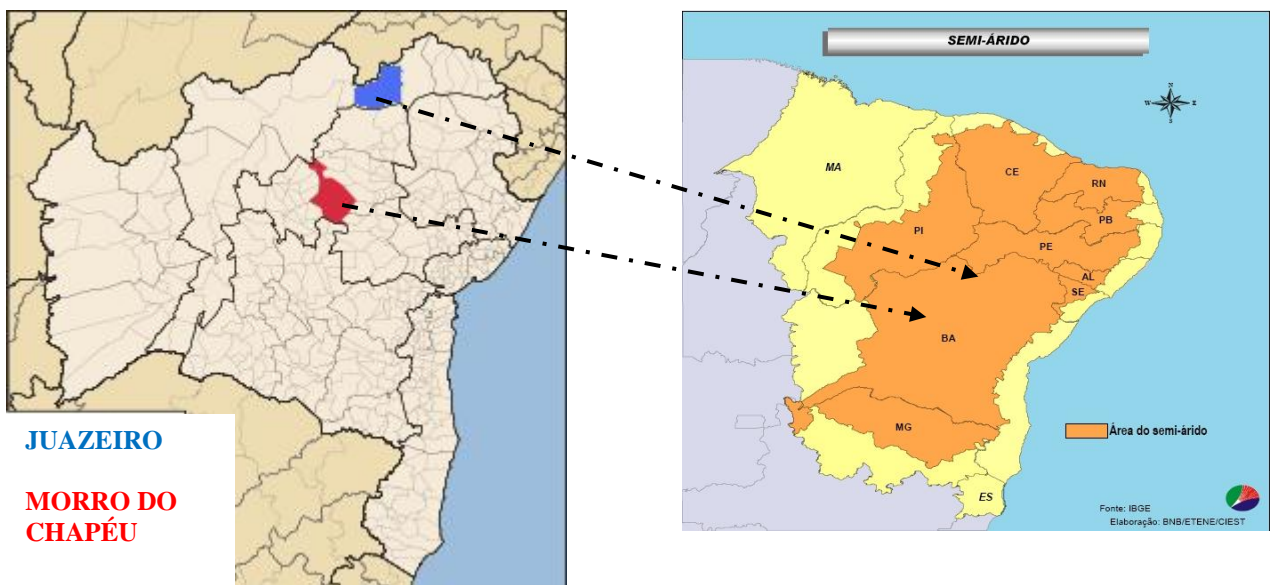 JUAZEIRO
MORRO DO
CHAPÉU
SEMI-ÁRIDO
N
W E
S
MA
CE
RN
PB
PI
PE
AL
SE
BA
MG
ES
Área do semi-árido
Fonte: IBGE
Elaboração: BNB/ETENE/CIEST